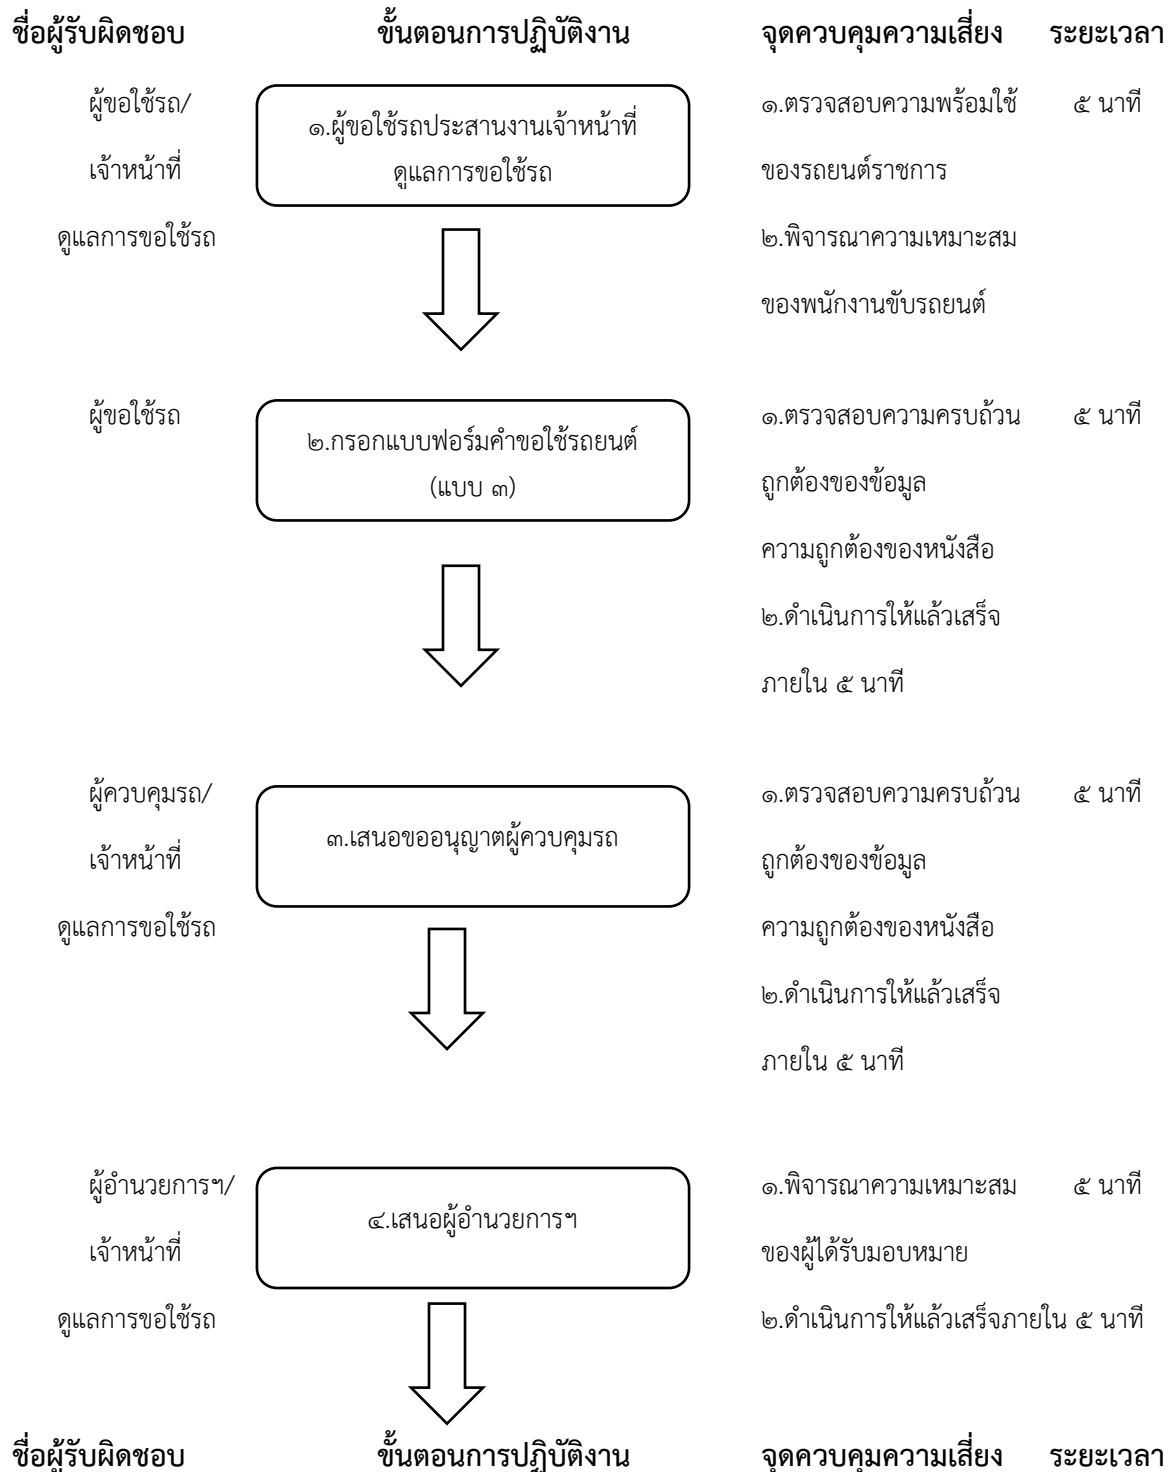 ชื่อผู้รับผิดชอบ ขั้นตอนการปฏิบัติงาน จุดควบคุมความเสี่ยง ระยะเวลา
ผู้ขอใช้รถ/ ๑.ตรวจสอบความพร้อมใช้ ๕ นาที
๑.ผู้ขอใช้รถประสานงานเจ้าหน้าที่
เจ้าหน้าที่ ดูแลการขอใช้รถ ของรถยนต์ราชการ
ดูแลการขอใช้รถ ๒.พิจารณาความเหมาะสม
ของพนักงานขับรถยนต์
ผู้ขอใช้รถ ๑.ตรวจสอบความครบถ้วน ๕ นาที
๒.กรอกแบบฟอร์มคำขอใช้รถยนต์
(แบบ ๓) ถูกต้องของข้อมูล
ความถูกต้องของหนังสือ
๒.ดำเนินการให้แล้วเสร็จ
ภายใน ๕ นาที
ผู้ควบคุมรถ/ ๑.ตรวจสอบความครบถ้วน ๕ นาที
๓.เสนอขออนุญาตผู้ควบคุมรถ
เจ้าหน้าที่ ถูกต้องของข้อมูล
ดูแลการขอใช้รถ ความถูกต้องของหนังสือ
๒.ดำเนินการให้แล้วเสร็จ
ภายใน ๕ นาที
ผู้อำนวยการฯ/ ๑.พิจารณาความเหมาะสม ๕ นาที
๔.เสนอผู้อำนวยการฯ
เจ้าหน้าที่ ของผู้ได้รับมอบหมาย
ดูแลการขอใช้รถ ๒.ดำเนินการให้แล้วเสร็จภายใน ๕ นาที
ชื่อผู้รับผิดชอบ ขั้นตอนการปฏิบัติงาน จุดควบคุมความเสี่ยง ระยะเวลา